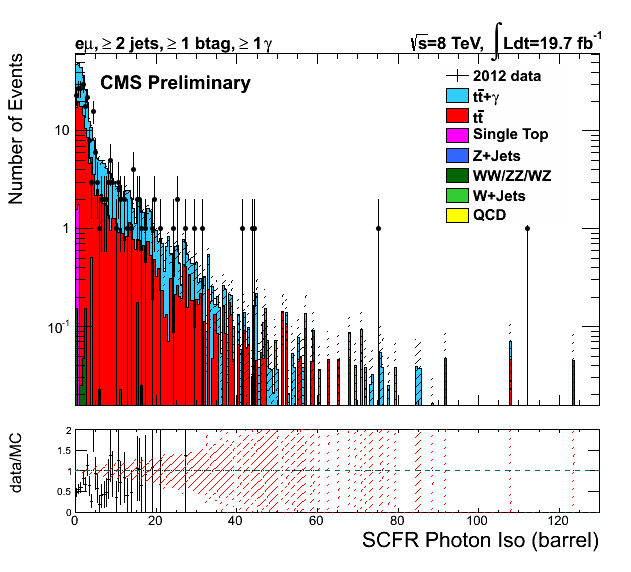 eμ, ≥ 2 jets, ≥ 1 btag, ≥ 1 γ
√s=8 TeV, ∫Ldt=19.7 fb⁻¹
CMS Preliminary
2012 data
tt̄+γ
tt̄
Single Top
Z+Jets
WW/ZZ/WZ
W+Jets
QCD
Number of Events
10
1
10⁻¹
data/MC
2
1.5
1
0.5
0
0 20 40 60 80 100 120
SCFR Photon Iso (barrel)